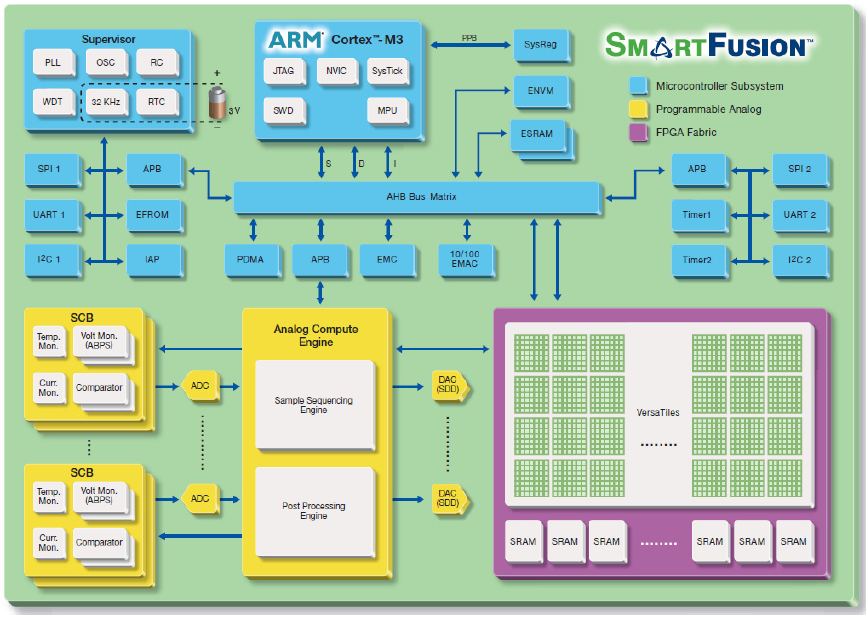 Supervisor
PLL
OSC
RC
WDT
32 KHz
RTC
+
3V
–
ARM® Cortex™-M3
JTAG
NVIC
SysTick
SWD
MPU
PPB
SysReg
ENVM
ESRAM
SMARTFUSION™
Microcontroller Subsystem
Programmable Analog
FPGA Fabric
S
D
I
SPI 1
APB
UART 1
EFROM
I²C 1
IAP
AHB Bus Matrix
APB
SPI 2
Timer1
UART 2
Timer2
I²C 2
PDMA
APB
EMC
10/100
EMAC
SCB
Temp.
Mon.
Volt Mon.
(ABPS)
Curr.
Mon.
Comparator
ADC
SCB
Temp.
Mon.
Volt Mon.
(ABPS)
Curr.
Mon.
Comparator
ADC
Analog Compute
Engine
Sample Sequencing
Engine
Post Processing
Engine
DAC
(SDD)
DAC
(SDD)
VersaTiles
........
SRAM
SRAM
SRAM
........
SRAM
SRAM
SRAM